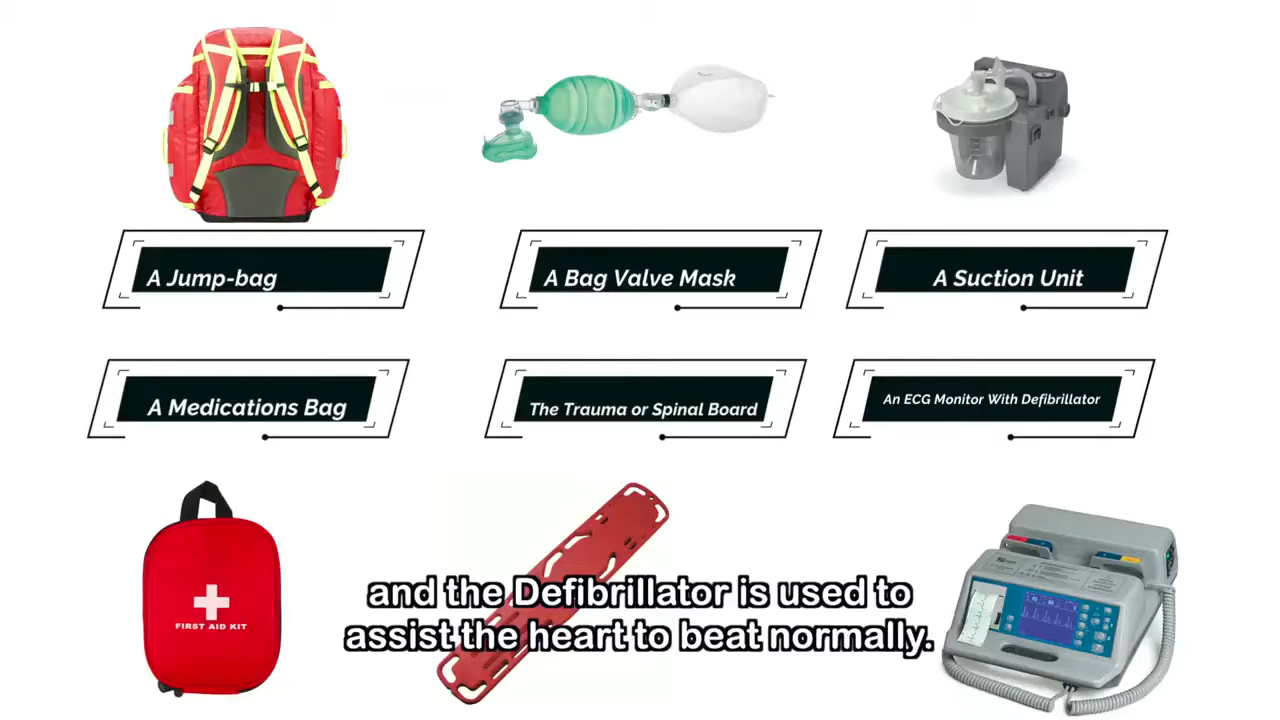 A Jump-bag
A Bag Valve Mask
A Suction Unit
A Medications Bag
The Trauma or Spinal Board
An ECG Monitor With Defibrillator
FIRST AID KIT
and the Defibrillator is used to
assist the heart to beat normally.